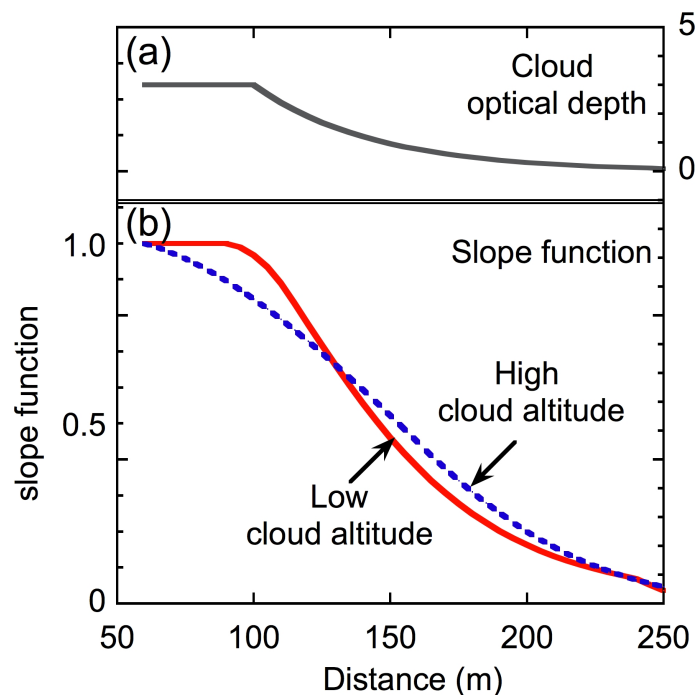 (a)
Cloud
optical depth
5
0
(b)
Slope function
slope function
1.0
0.5
0
High
cloud altitude
Low
cloud altitude
50 100 150 200 250
Distance (m)